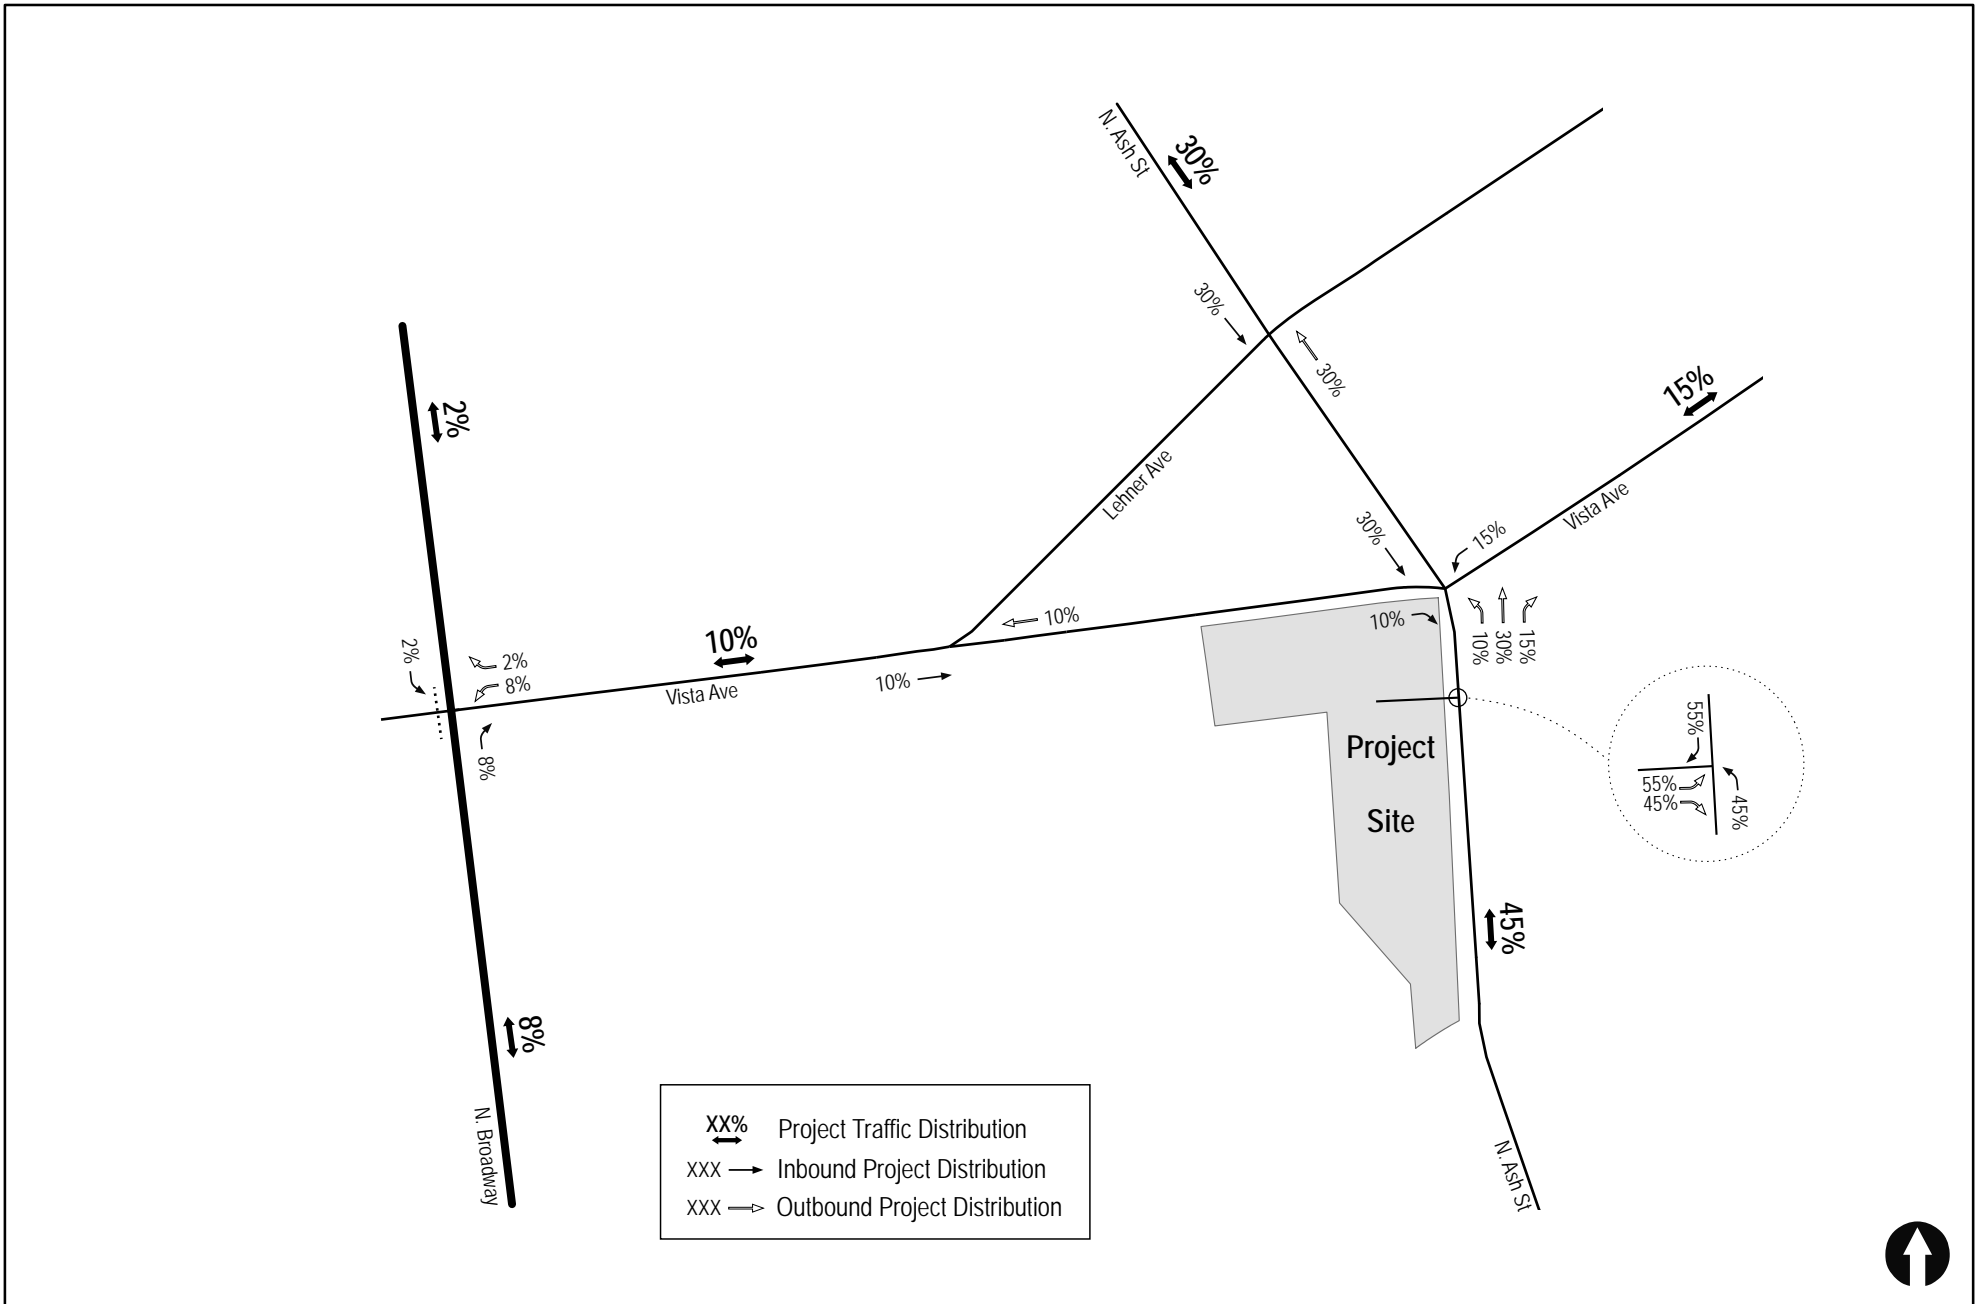 N. Ash St
30%
30%
30%
15%
2%
Lehner Ave
Vista Ave
30%
15%
10%
10%
10%
30%
15%
2%
2%
8%
10%
Vista Ave
10%
8%
Project
Site
55%
55%
45%
45%
45%
8%
N. Broadway
N. Ash St
XX% Project Traffic Distribution
XXX Inbound Project Distribution
XXX Outbound Project Distribution